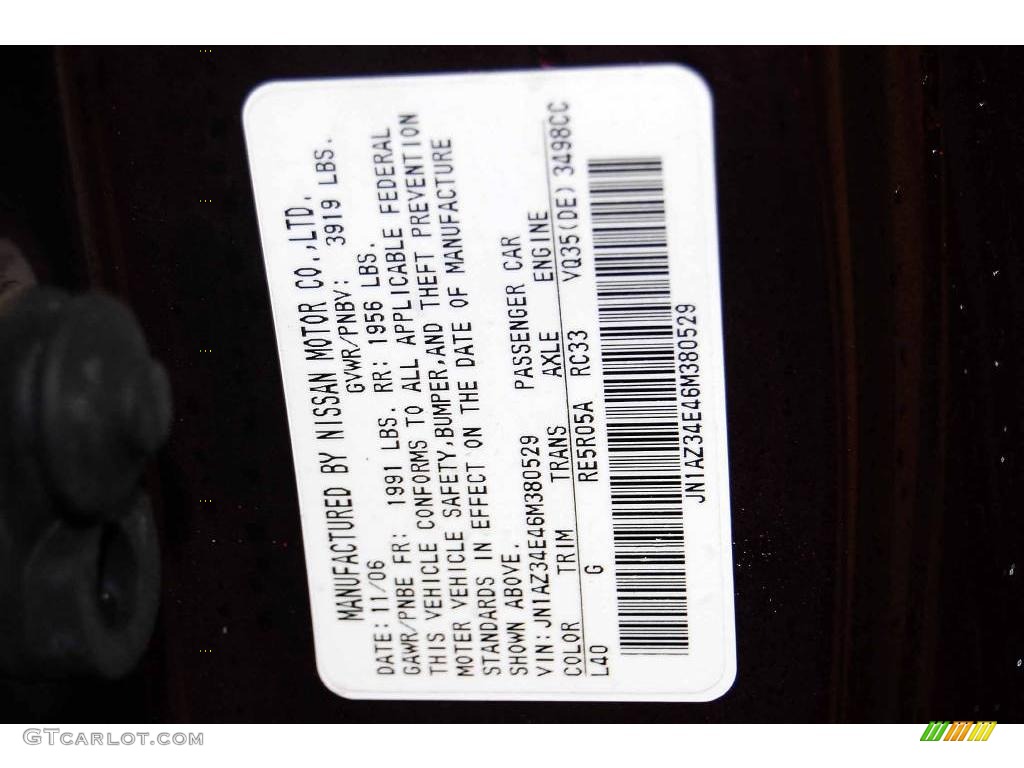 MANUFACTURED BY NISSAN MOTOR CO.,LTD.
DATE:11/06 GVWR/PNBV: 3919 LBS.
GAWR/PNBE FR: 1991 LBS. RR: 1956 LBS.
THIS VEHICLE CONFORMS TO ALL APPLICABLE FEDERAL
MOTER VEHICLE SAFETY,BUMPER,AND THEFT PREVENTION
STANDARDS IN EFFECT ON THE DATE OF MANUFACTURE
SHOWN ABOVE.
VIN:JN1AZ34E46M380529 PASSENGER CAR
COLOR TRIM TRANS AXLE ENGINE
L40 G RE5R05A RC33 VQ35(DE) 3498CC
JN1AZ34E46M380529
GTCARLOT.COM